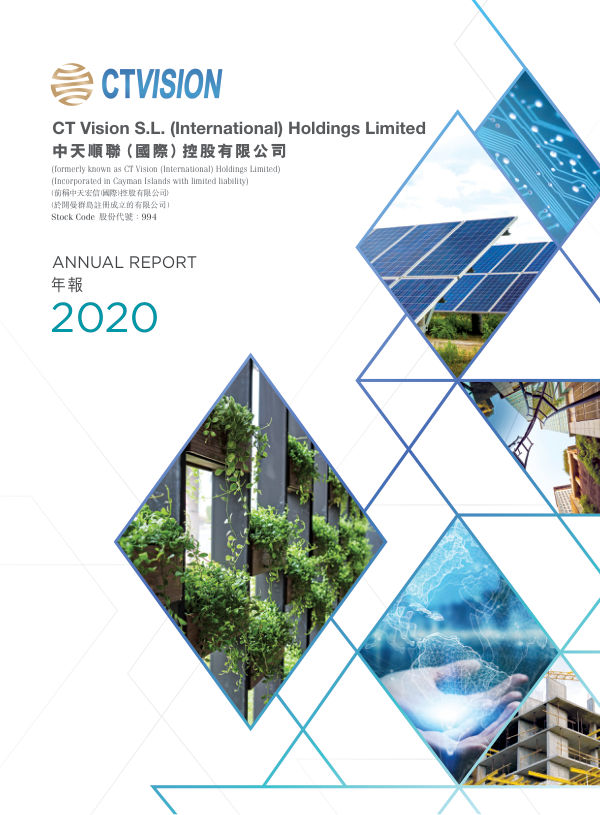 CTVISION
CT Vision S.L. (International) Holdings Limited
中天順聯（國際）控股有限公司
(formerly known as CT Vision (International) Holdings Limited)
(Incorporated in Cayman Islands with limited liability)
(前稱中天宏信(國際)控股有限公司)
(於開曼群島註冊成立的有限公司)
Stock Code 股份代號：994
ANNUAL REPORT
年報
2020